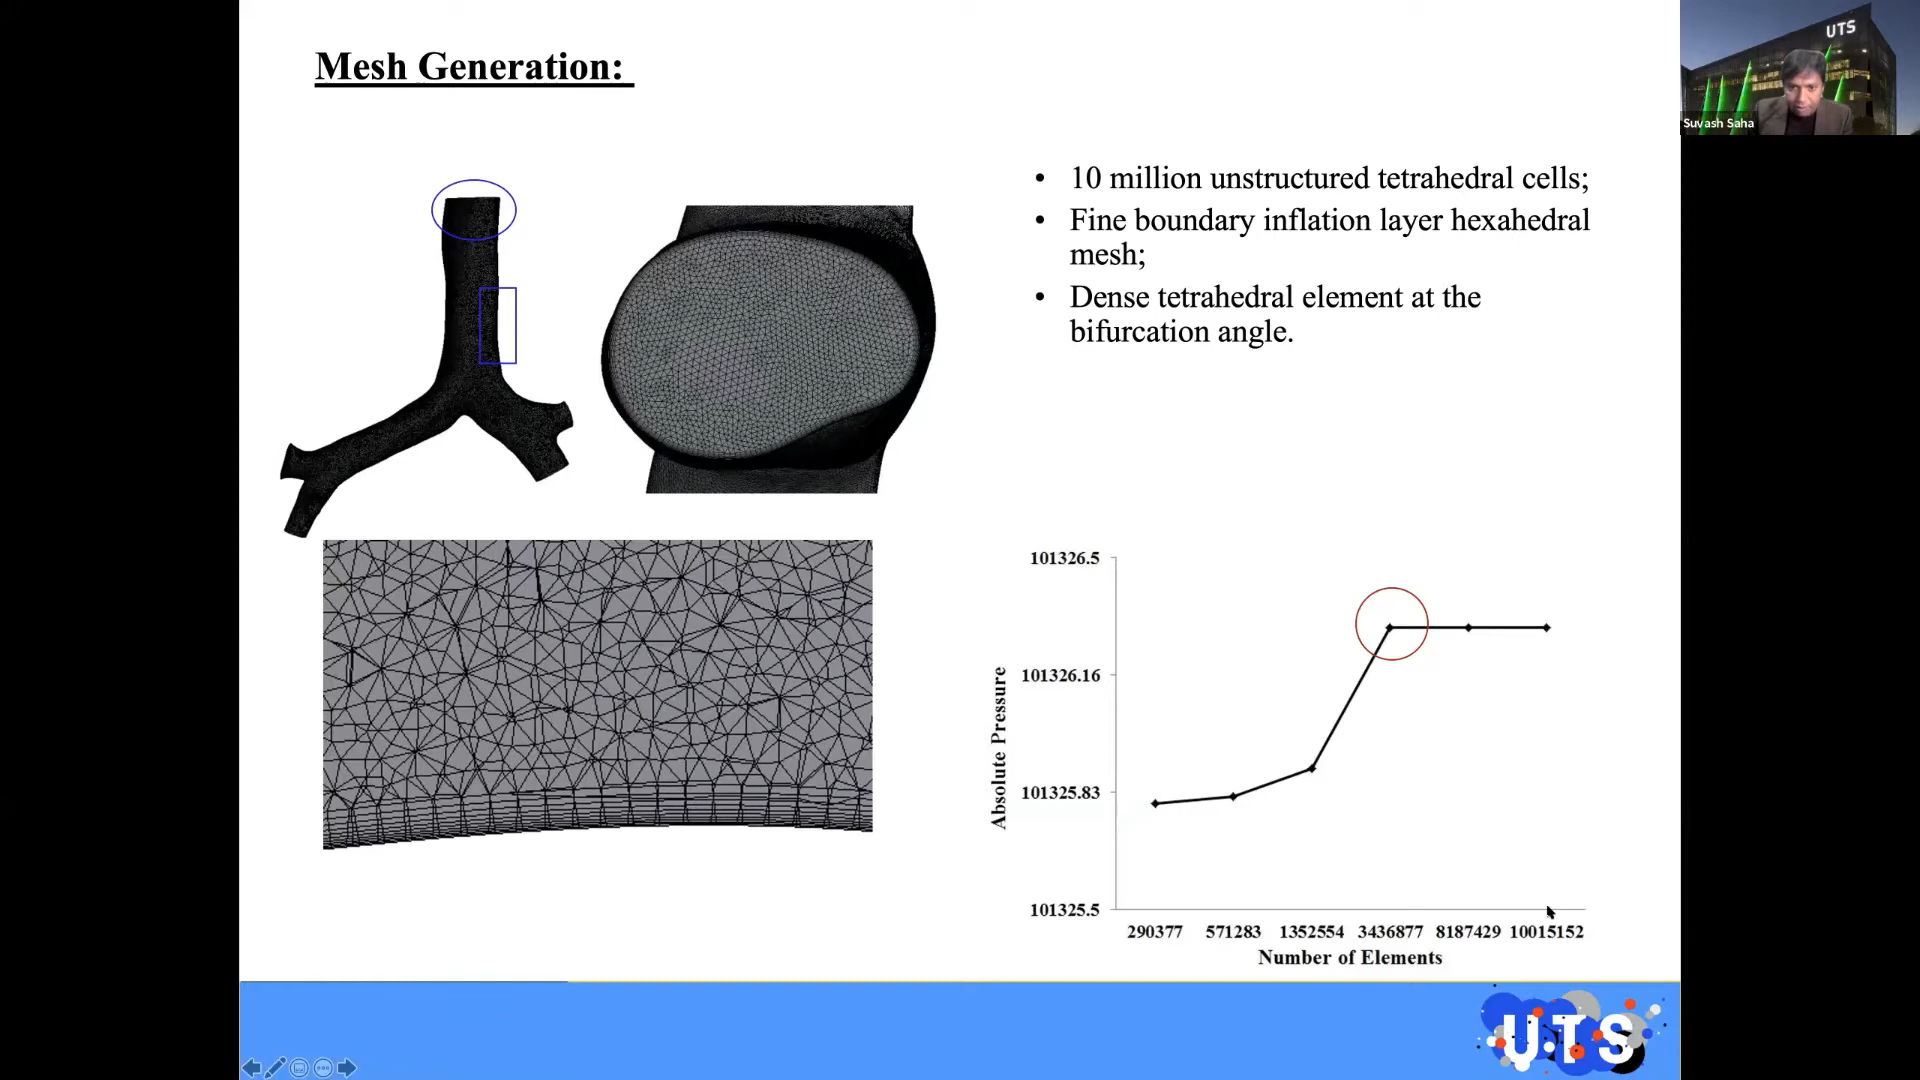 Mesh Generation:
UTS
Suvash Saha
• 10 million unstructured tetrahedral cells;
• Fine boundary inflation layer hexahedral
mesh;
• Dense tetrahedral element at the
bifurcation angle.
101326.5
101326.16
101325.83
101325.5
Absolute Pressure
290377 571283 1352554 3436877 8187429 10015152
Number of Elements
UTS